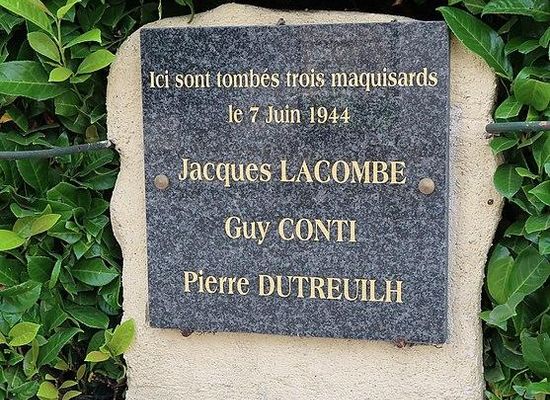 Ici sont tombés trois maquisards
le 7 Juin 1944
Jacques LACOMBE
Guy CONTI
Pierre DUTREUILH